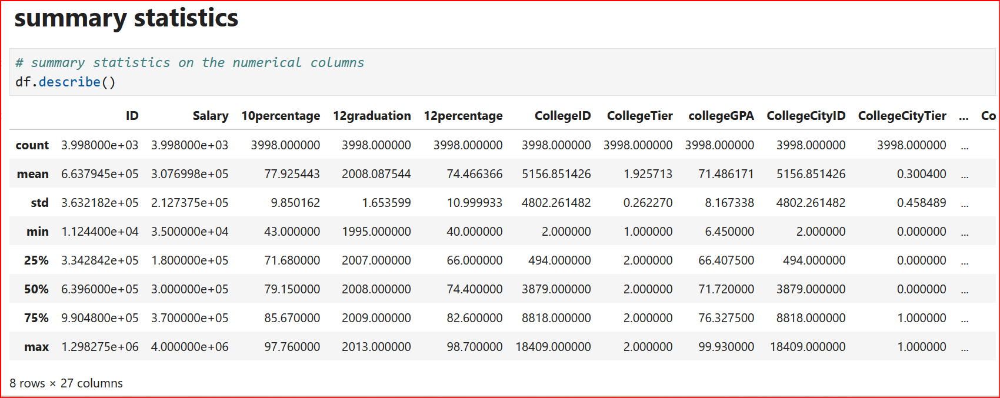 summary statistics
# summary statistics on the numerical columns
df.describe()
ID Salary 10percentage 12graduation 12percentage CollegeID CollegeTier collegeGPA CollegeCityID CollegeCityTier ... Co
count 3.998000e+03 3.998000e+03 3998.000000 3998.000000 3998.000000 3998.000000 3998.000000 3998.000000 3998.000000 3998.000000 ...
mean 6.637945e+05 3.076998e+05 77.925443 2008.087544 74.466366 5156.851426 1.925713 71.486171 5156.851426 0.300400 ...
std 3.632182e+05 2.127375e+05 9.850162 1.653599 10.999933 4802.261482 0.262270 8.167338 4802.261482 0.458489 ...
min 1.124400e+04 3.500000e+04 43.000000 1995.000000 40.000000 2.000000 1.000000 6.450000 2.000000 0.000000 ...
25% 3.342842e+05 1.800000e+05 71.680000 2007.000000 66.000000 494.000000 2.000000 66.407500 494.000000 0.000000 ...
50% 6.396000e+05 3.000000e+05 79.150000 2008.000000 74.400000 3879.000000 2.000000 71.720000 3879.000000 0.000000 ...
75% 9.904800e+05 3.700000e+05 85.670000 2009.000000 82.600000 8818.000000 2.000000 76.327500 8818.000000 1.000000 ...
max 1.298275e+06 4.000000e+06 97.760000 2013.000000 98.700000 18409.000000 2.000000 99.930000 18409.000000 1.000000 ...
8 rows × 27 columns